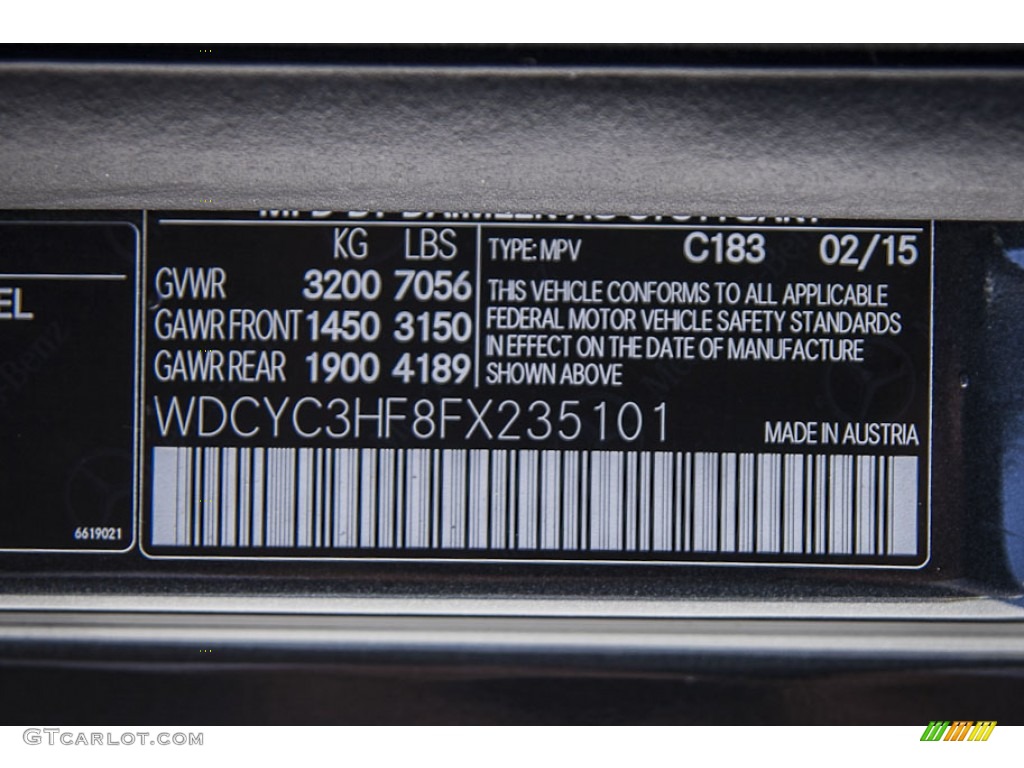 KG LBS
GVWR 3200 7056
GAWR FRONT 1450 3150
GAWR REAR 1900 4189
TYPE: MPV C183 02/15
THIS VEHICLE CONFORMS TO ALL APPLICABLE
FEDERAL MOTOR VEHICLE SAFETY STANDARDS
IN EFFECT ON THE DATE OF MANUFACTURE
SHOWN ABOVE
WDCYC3HF8FX235101
MADE IN AUSTRIA
EL
6619021
GTCARLOT.COM